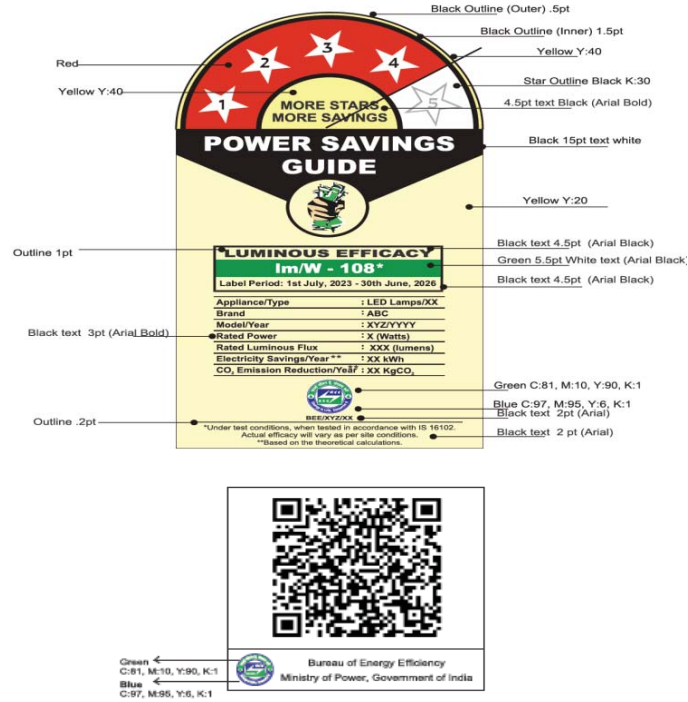 Black Outline (Outer) .5pt
Black Outline (Inner) 1.5pt
Yellow Y:40
Red
Star Outline Black K:30
Yellow Y:40
4.5pt text Black (Arial Bold)
1 2 3 4 5
MORE STARS
MORE SAVINGS
POWER SAVINGS
GUIDE
Black 15pt text white
Yellow Y:20
Outline 1pt
LUMINOUS EFFICACY
Black text 4.5pt (Arial Black)
lm/W - 108*
Green 5.5pt White text (Arial Black)
Label Period: 1st July, 2023 - 30th June, 2026
Black text 4.5pt (Arial Black)
Appliance/Type : LED Lamps/XX
Brand : ABC
Model/Year : XYZ/YYYY
Black text 3pt (Arial Bold)
Rated Power : X (Watts)
Rated Luminous Flux : XXX (lumens)
Electricity Savings/Year** : XX kWh
CO₂ Emission Reduction/Year** : XX KgCO₂
Green C:81, M:10, Y:90, K:1
Blue C:97, M:95, Y:6, K:1
BEE/XYZ/XX
Black text 2pt (Arial)
Outline .2pt
*Under test conditions, when tested in accordance with IS 16102.
Actual efficacy will vary as per site conditions.
**Based on the theoretical calculations.
Black text 2 pt (Arial)
Green
C:81, M:10, Y:90, K:1
Blue
C:97, M:95, Y:6, K:1
Bureau of Energy Efficiency
Ministry of Power, Government of India